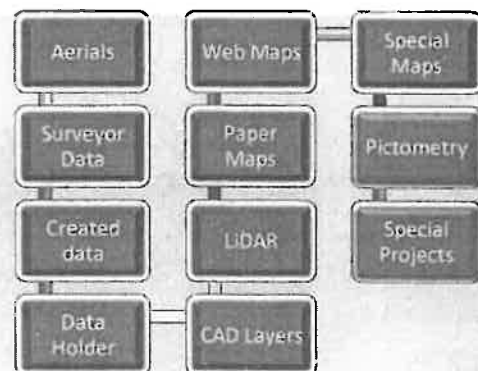 Aerials
Surveyor
Data
Created
data
Data
Holder
CAD Layers
LiDAR
Paper
Maps
Web Maps
Special
Maps
Pictometry
Special
Projects